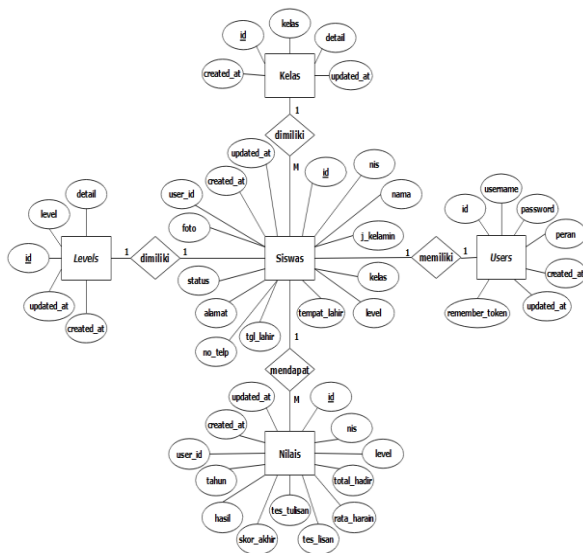 kelas
id
detail
created_at
Kelas
updated_at
1
dimiliki
M
updated_at
id
nis
created_at
user_id
nama
foto
j_kelamin
status
kelas
alamat
tempat_lahir
level
no_telp
tgl_lahir
Siswas
detail
level
id
Levels
updated_at
created_at
1
dimiliki
1
1
memiliki
1
username
id
password
peran
Users
created_at
remember_token
updated_at
1
mendapat
M
updated_at
id
created_at
nis
user_id
Nilais
level
tahun
total_hadir
hasil
tes_tulisan
rata_harain
skor_akhir
tes_lisan